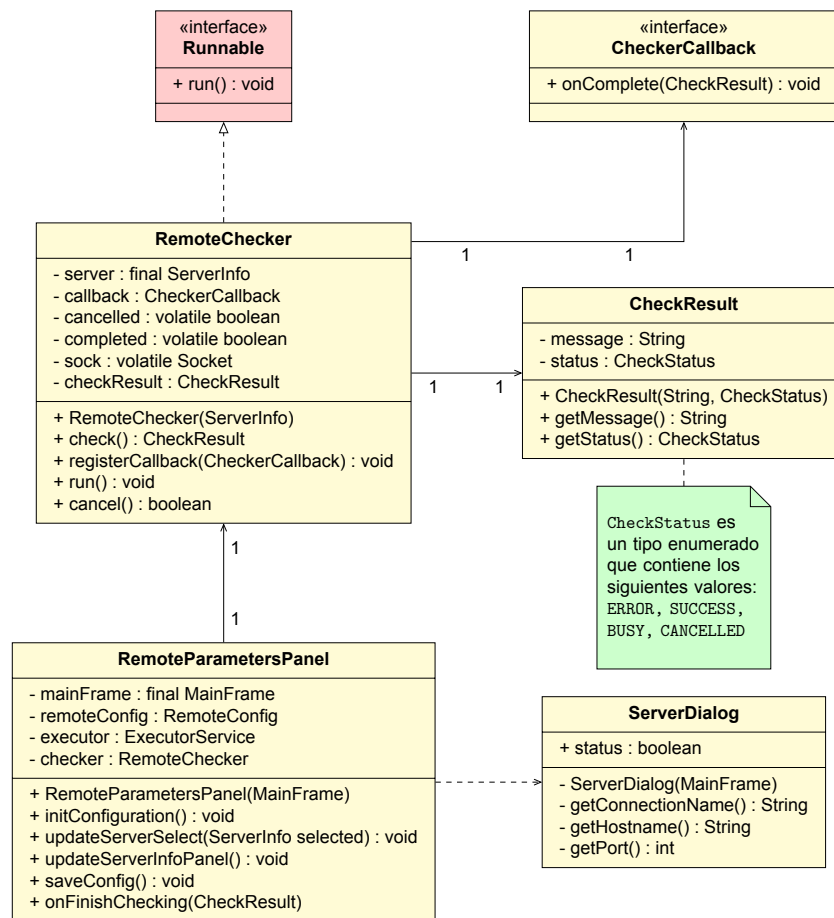 «interface»
Runnable
+ run() : void
«interface»
CheckerCallback
+ onComplete(CheckResult) : void
RemoteChecker
- server : final ServerInfo
- callback : CheckerCallback
- cancelled : volatile boolean
- completed : volatile boolean
- sock : volatile Socket
- checkResult : CheckResult
+ RemoteChecker(ServerInfo)
+ check() : CheckResult
+ registerCallback(CheckerCallback) : void
+ run() : void
+ cancel() : boolean
1
1
1
1
CheckResult
- message : String
- status : CheckStatus
+ CheckResult(String, CheckStatus)
+ getMessage() : String
+ getStatus() : CheckStatus
CheckStatus es
un tipo enumerado
que contiene los
siguientes valores:
ERROR, SUCCESS,
BUSY, CANCELLED
1
1
RemoteParametersPanel
- mainFrame : final MainFrame
- remoteConfig : RemoteConfig
- executor : ExecutorService
- checker : RemoteChecker
+ RemoteParametersPanel(MainFrame)
+ initConfiguration() : void
+ updateServerSelect(ServerInfo selected) : void
+ updateServerInfoPanel() : void
+ saveConfig() : void
+ onFinishChecking(CheckResult)
ServerDialog
+ status : boolean
- ServerDialog(MainFrame)
- getConnectionName() : String
- getHostname() : String
- getPort() : int